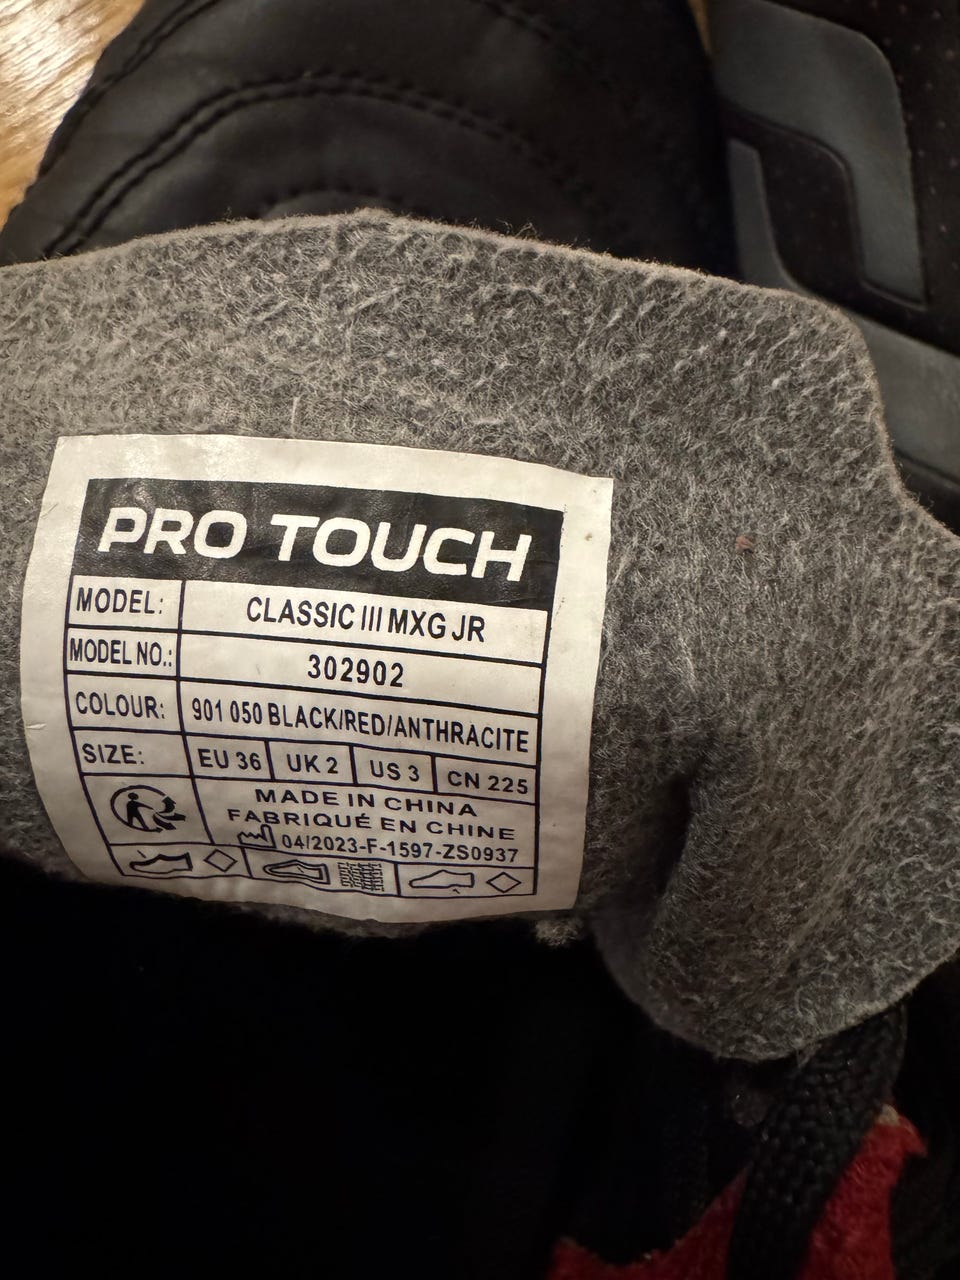 PRO TOUCH
MODEL: CLASSIC III MXG JR
MODEL NO.: 302902
COLOUR: 901 050 BLACK/RED/ANTHRACITE
SIZE: EU 36 UK 2 US 3 CN 225
MADE IN CHINA
FABRIQUÉ EN CHINE
04/2023-F-1597-ZS0937